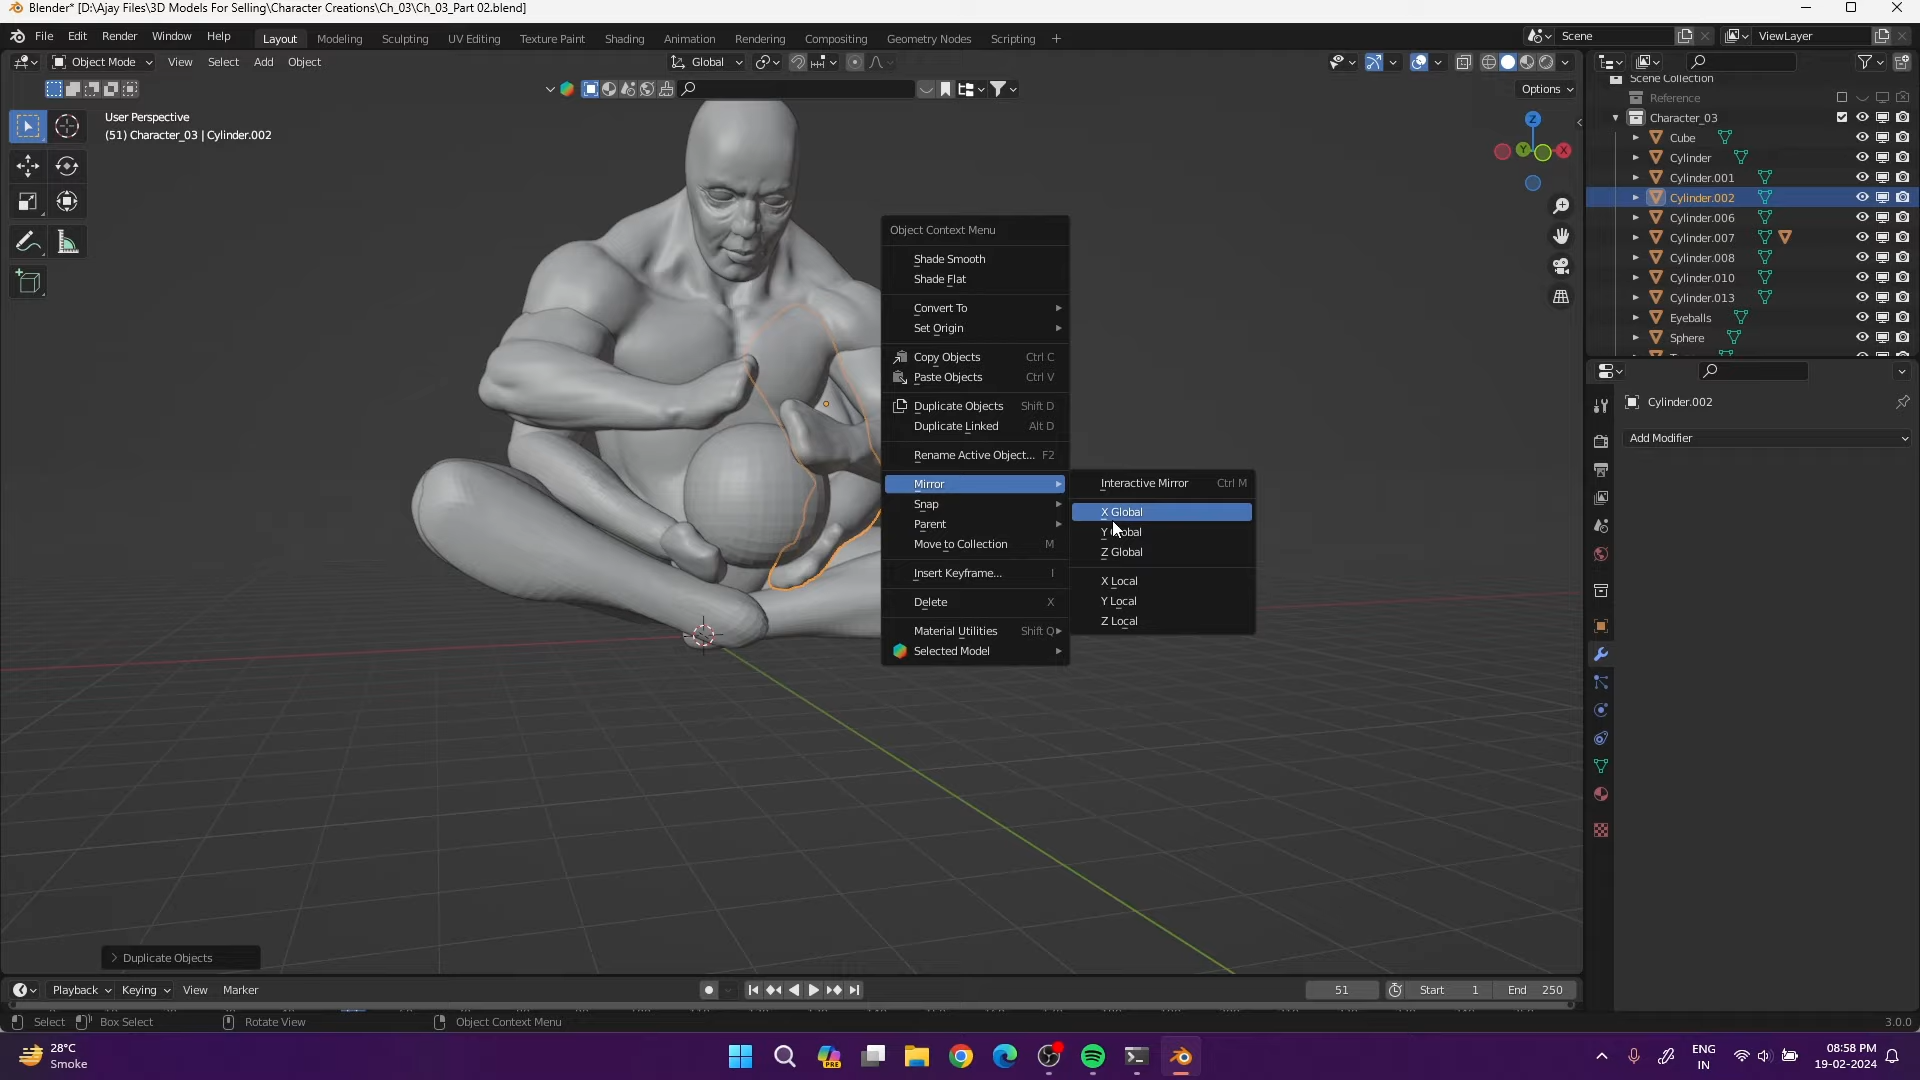 Blender* [D:\Ajay Files\3D Models For Selling\Character Creations\Ch_03\Ch_03_Part 02.blend]
File Edit Render Window Help Layout Modeling Sculpting UV Editing Texture Paint Shading Animation Rendering Compositing Geometry Nodes Scripting + Scene ViewLayer
Object Mode View Select Add Object Global
Options
User Perspective
(51) Character_03 | Cylinder.002
Z
Y
X
Object Context Menu
Shade Smooth
Shade Flat
Convert To
Set Origin
Copy Objects Ctrl C
Paste Objects Ctrl V
Duplicate Objects Shift D
Duplicate Linked Alt D
Rename Active Object... F2
Mirror
Snap
Parent
Move to Collection M
Insert Keyframe... I
Delete X
Material Utilities Shift Q
Selected Model
Interactive Mirror Ctrl M
X Global
Y Global
Z Global
X Local
Y Local
Z Local
Scene Collection
Reference
Character_03
Cube
Cylinder
Cylinder.001
Cylinder.002
Cylinder.006
Cylinder.007
Cylinder.008
Cylinder.010
Cylinder.013
Eyeballs
Sphere
Cylinder.002
Add Modifier
Duplicate Objects
Playback Keying View Marker 51 Start 1 End 250
Select Box Select Rotate View Object Context Menu 3.0.0
28°C
Smoke
PRE
ENG
IN
08:58 PM
19-02-2024